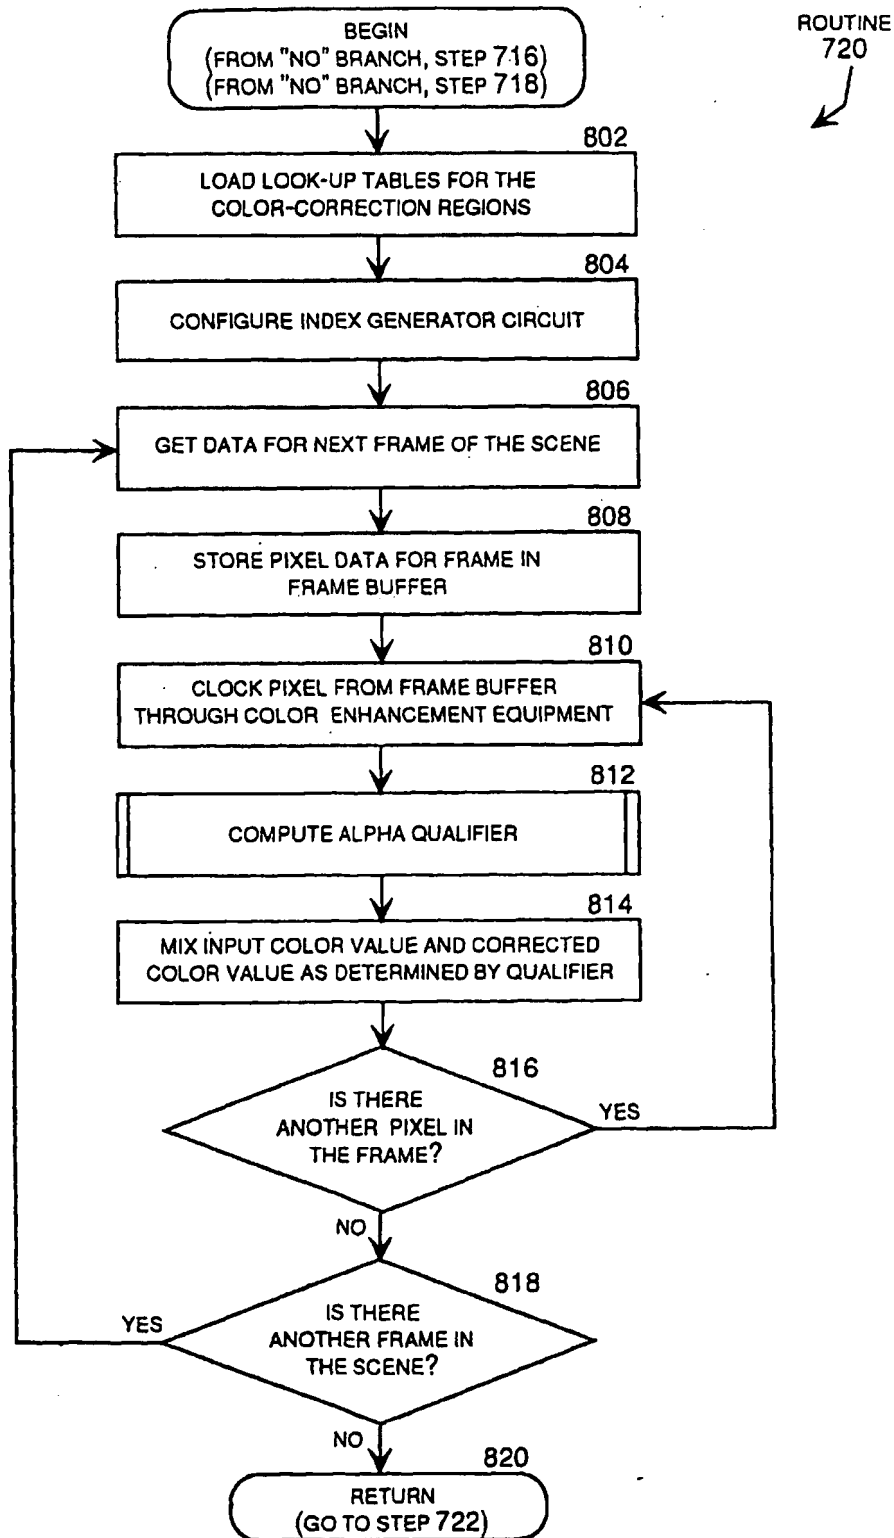 ROUTINE
720
BEGIN
(FROM "NO" BRANCH, STEP 716)
(FROM "NO" BRANCH, STEP 718)
802
LOAD LOOK-UP TABLES FOR THE
COLOR-CORRECTION REGIONS
804
CONFIGURE INDEX GENERATOR CIRCUIT
806
GET DATA FOR NEXT FRAME OF THE SCENE
808
STORE PIXEL DATA FOR FRAME IN
FRAME BUFFER
810
CLOCK PIXEL FROM FRAME BUFFER
THROUGH COLOR ENHANCEMENT EQUIPMENT
812
COMPUTE ALPHA QUALIFIER
814
MIX INPUT COLOR VALUE AND CORRECTED
COLOR VALUE AS DETERMINED BY QUALIFIER
816
IS THERE
ANOTHER PIXEL IN
THE FRAME?
YES
NO
818
IS THERE
ANOTHER FRAME IN
THE SCENE?
YES
NO
820
RETURN
(GO TO STEP 722)